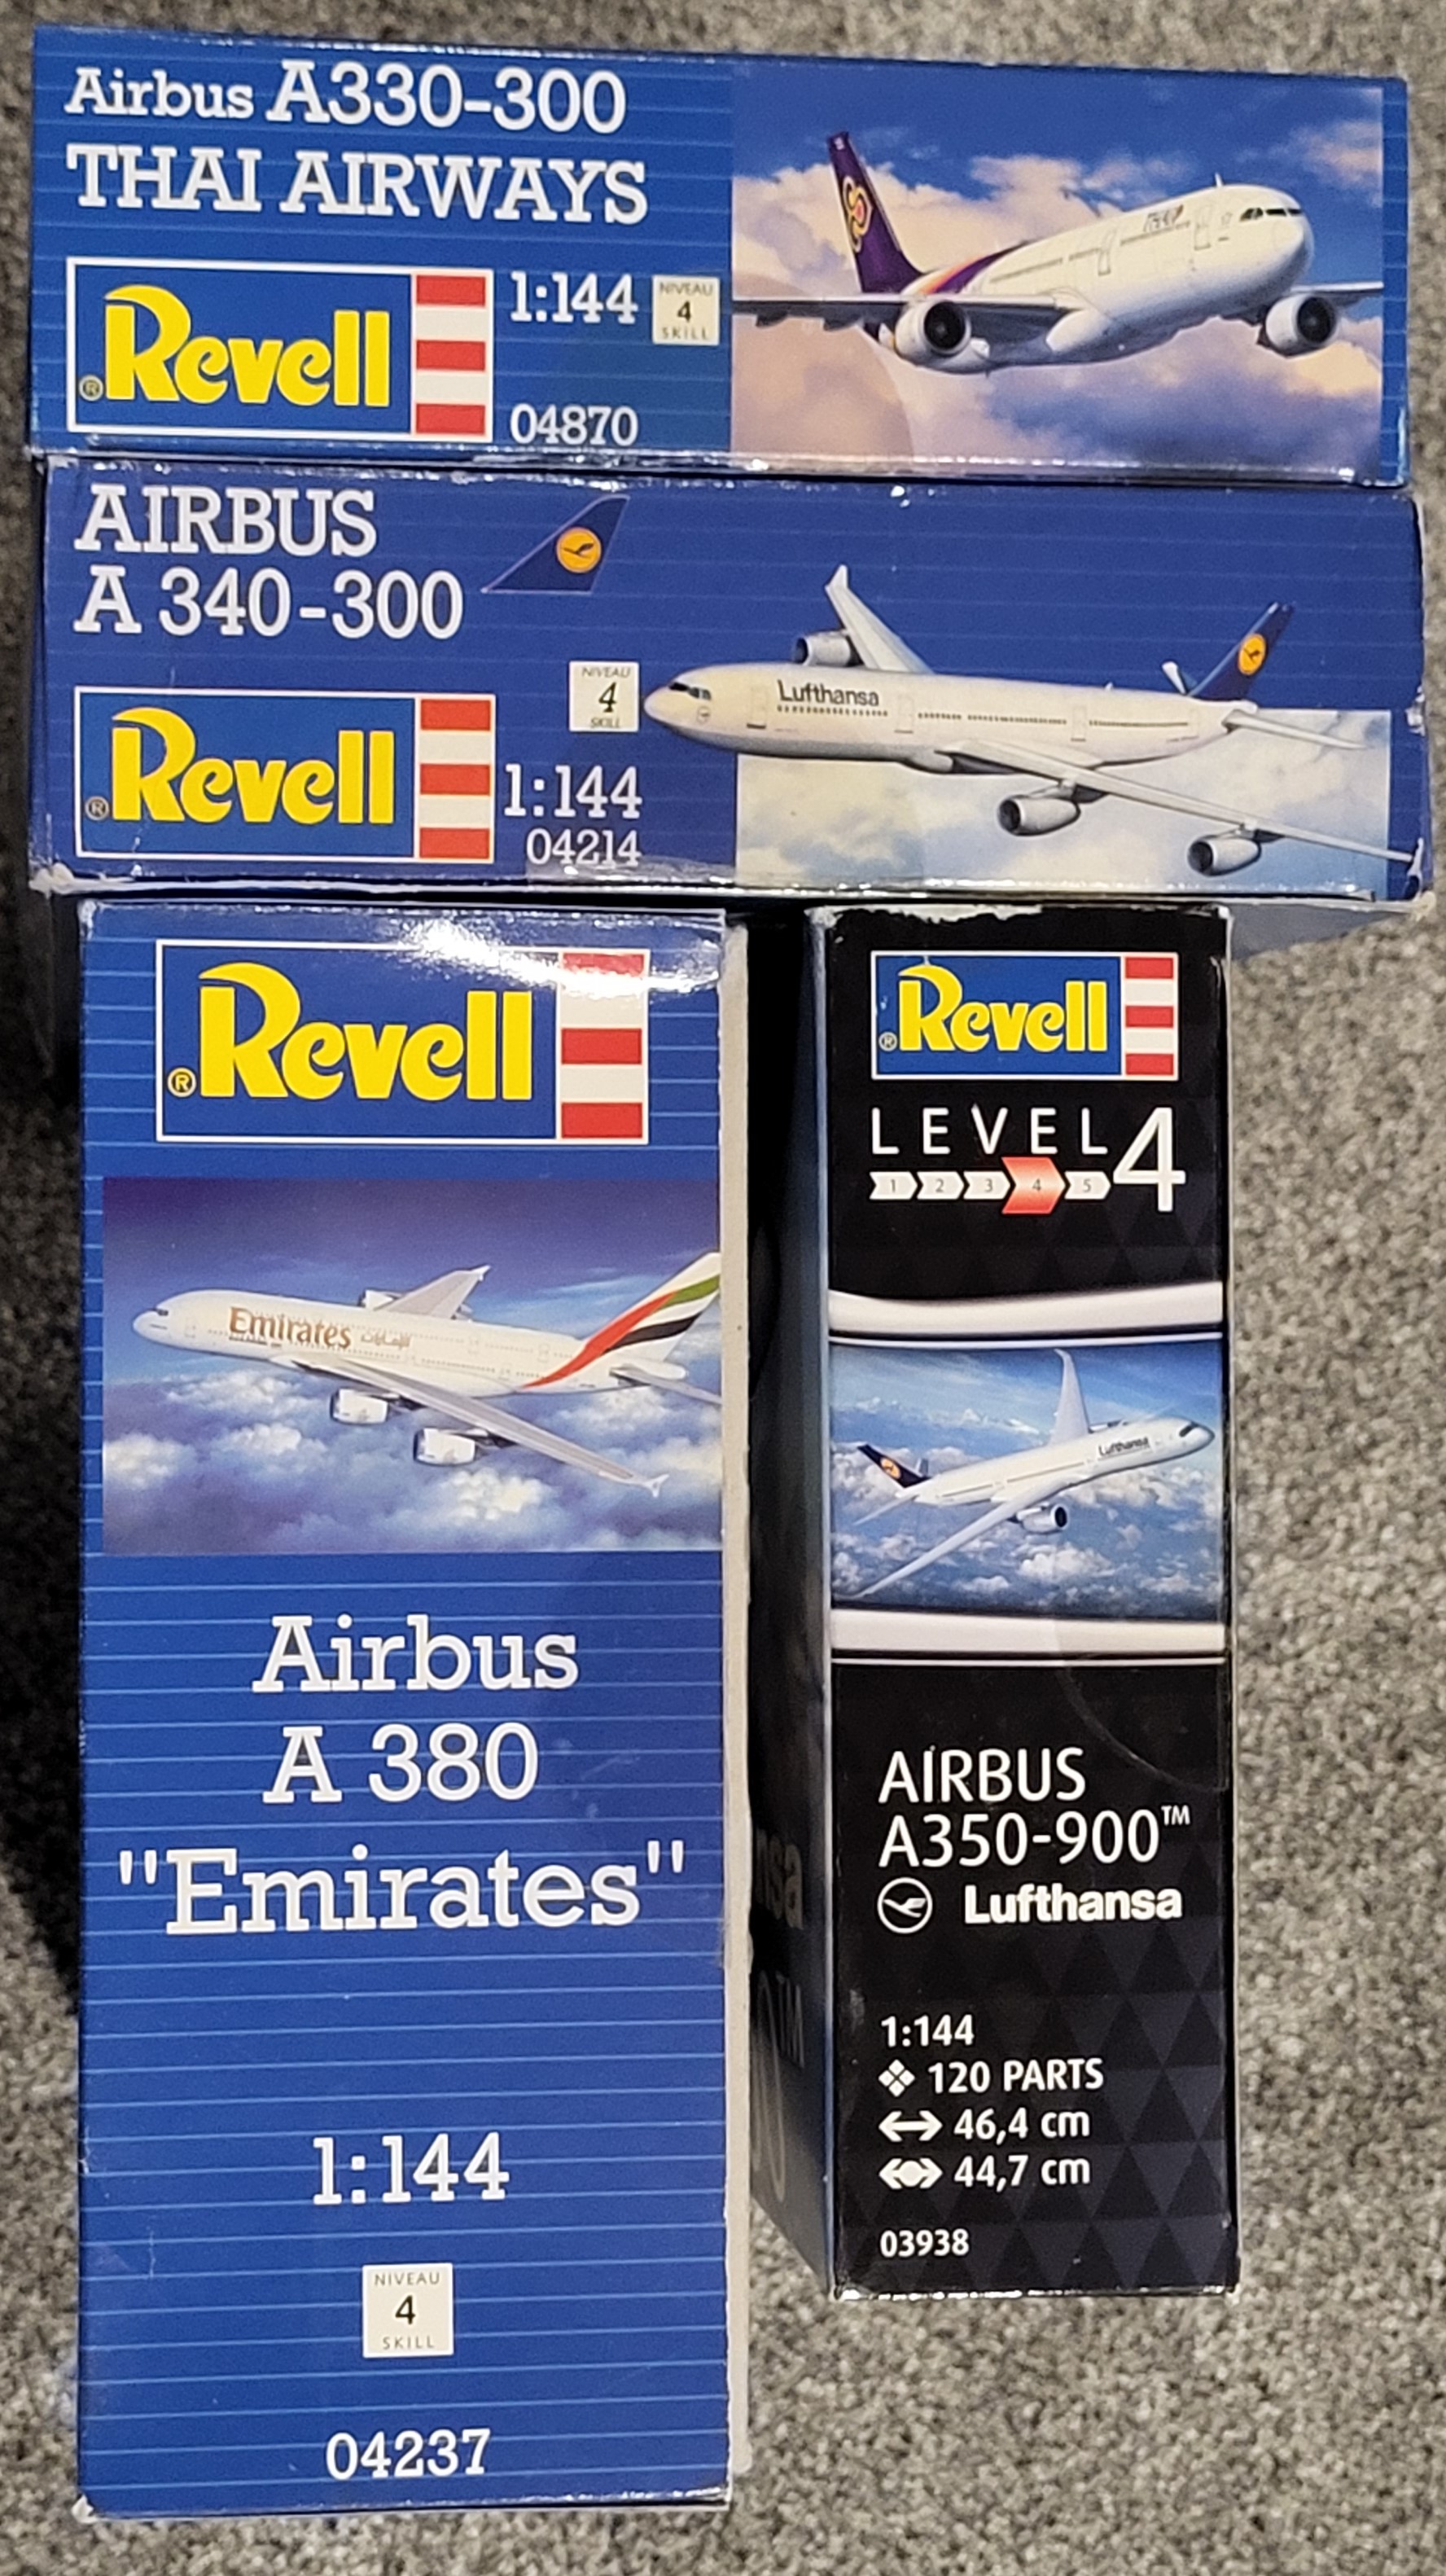 Airbus A330-300
THAI AIRWAYS
THAI
Revell
®
1:144
NIVEAU
4
SKILL
04870
AIRBUS
A 340-300
NIVEAU
4
SKILL
Lufthansa
Revell
®
1:144
04214
Revell
®
Emirates
Airbus
A 380
"Emirates"
1:144
NIVEAU
4
SKILL
04237
Revell
®
LEVEL 4
1 2 3 4 5
Lufthansa
AIRBUS
A350-900™
Lufthansa
1:144
120 PARTS
46,4 cm
44,7 cm
03938